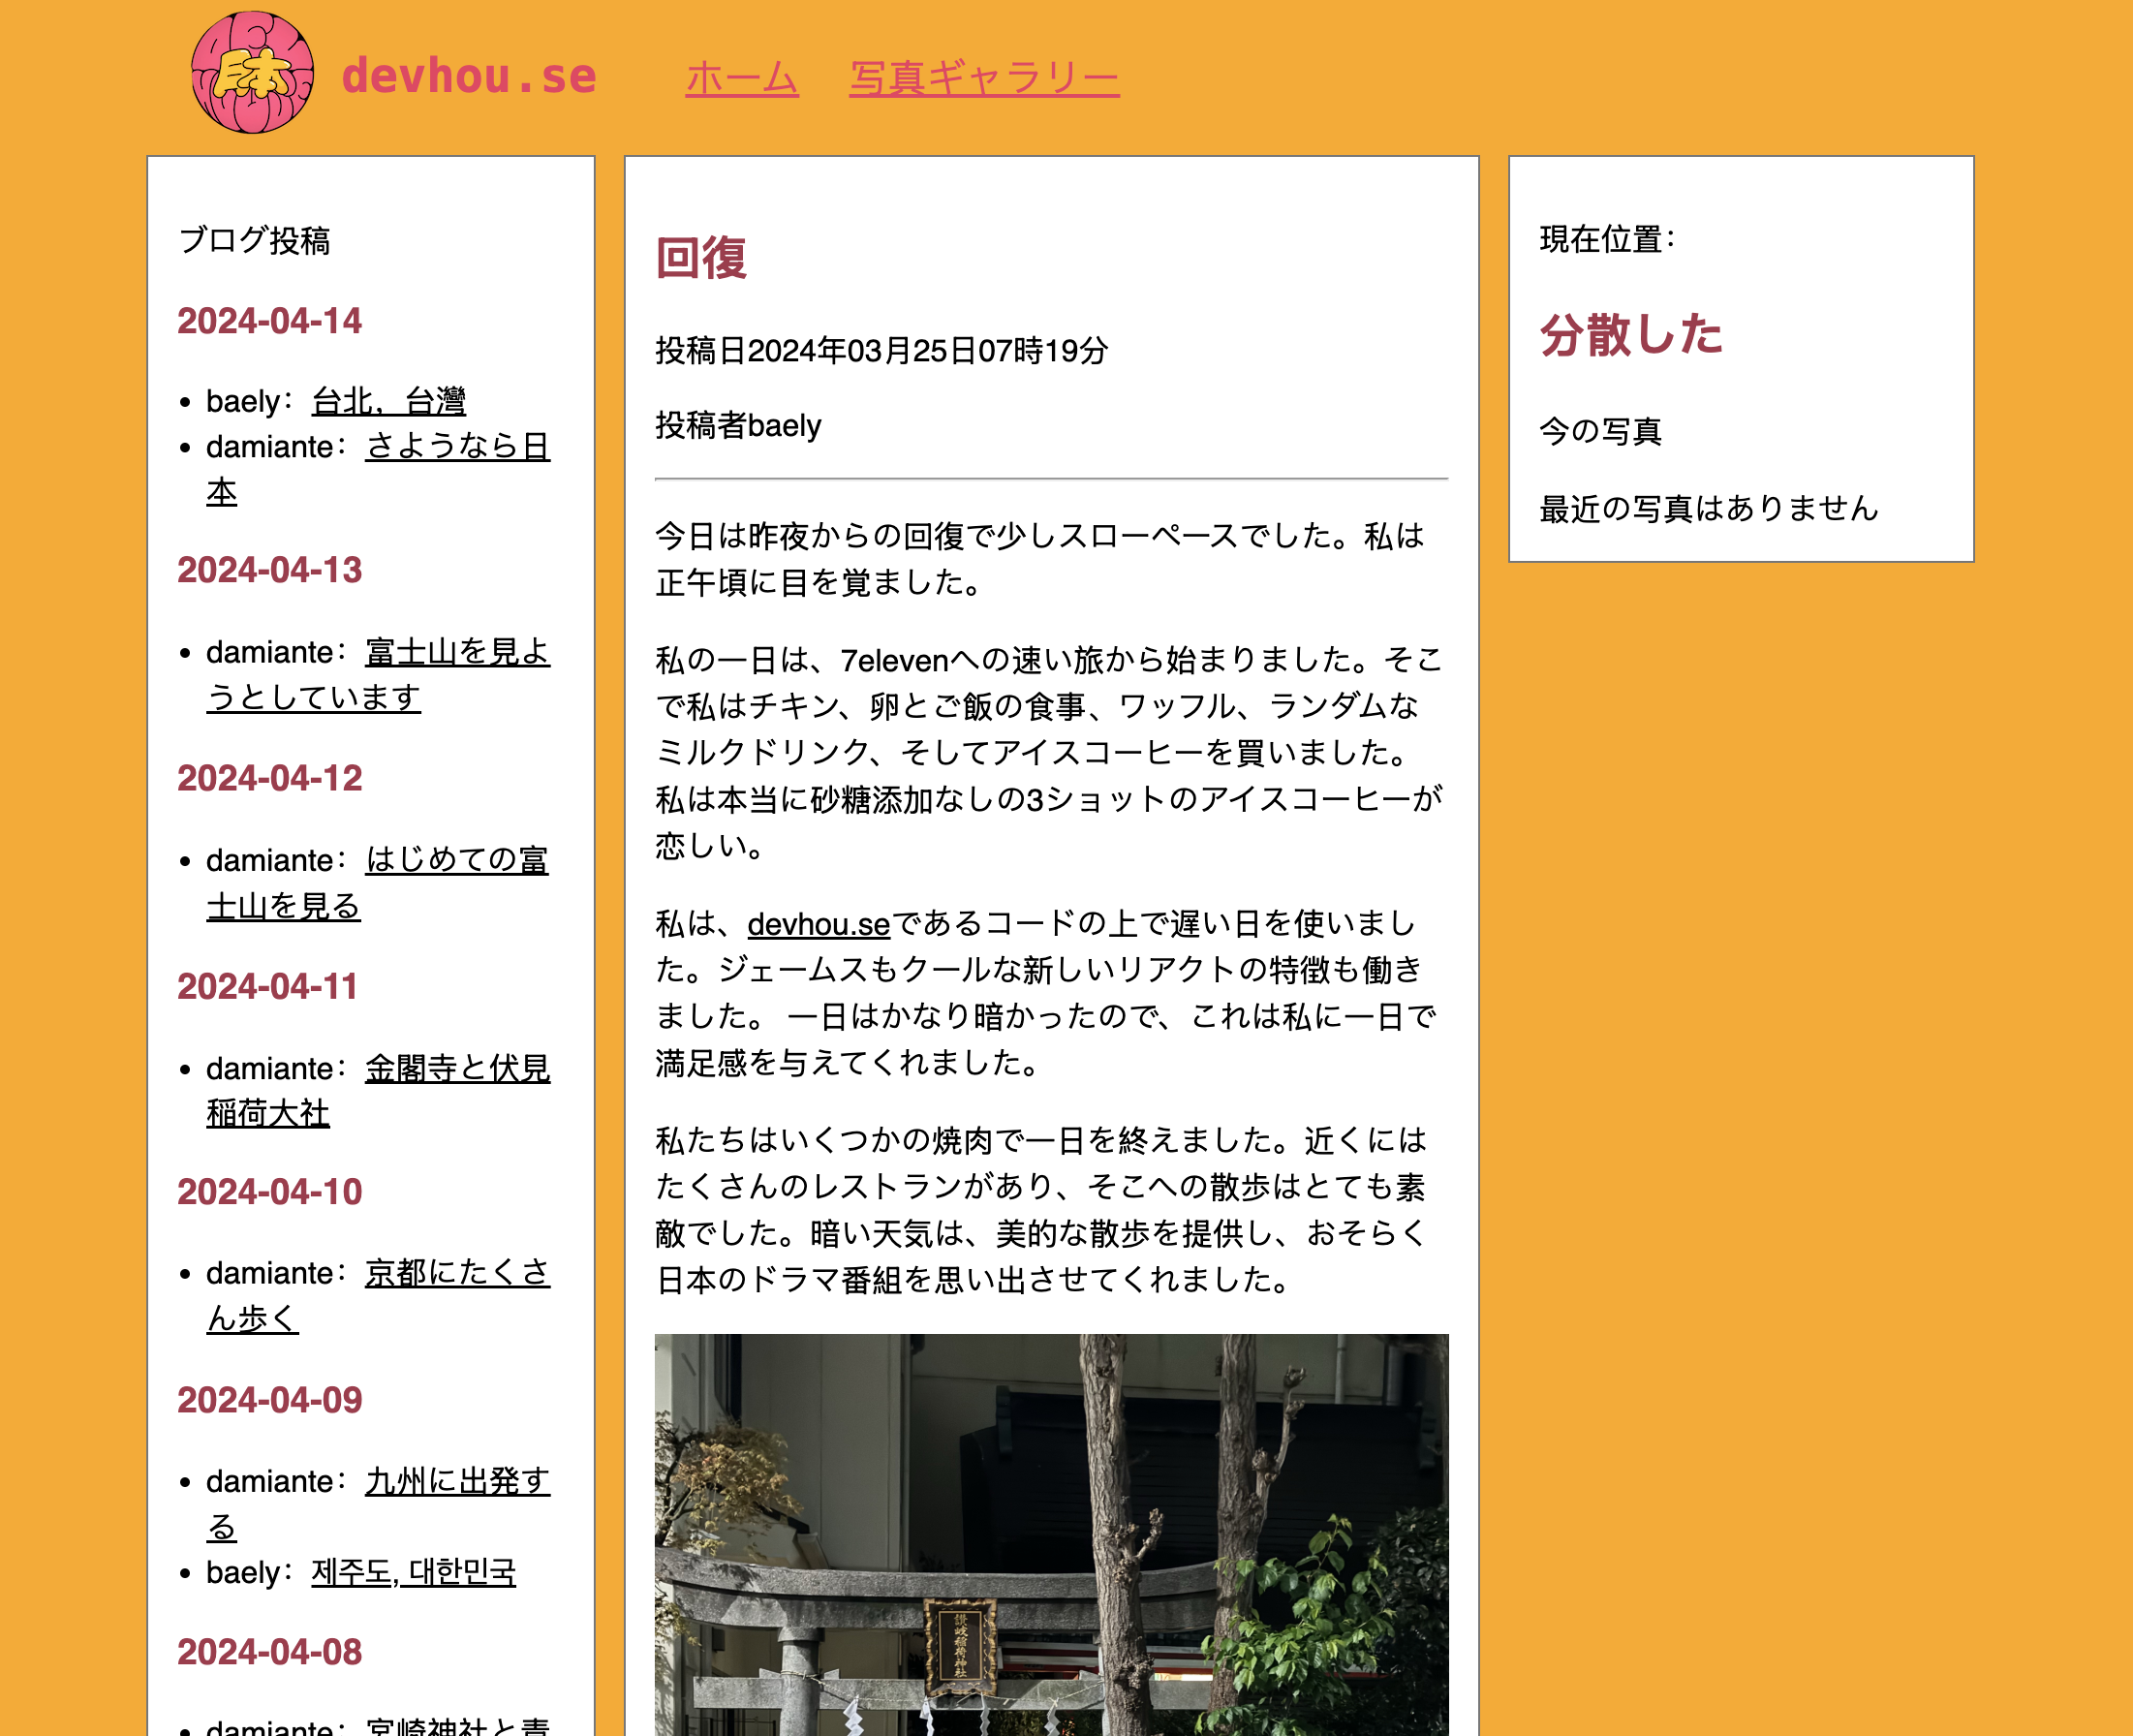 日本
devhou.se
ホーム
写真ギャラリー
ブログ投稿
2024-04-14
baely：台北，台灣
damiante：さようなら日
本
2024-04-13
damiante：富士山を見よ
うとしています
2024-04-12
damiante：はじめての富
士山を見る
2024-04-11
damiante：金閣寺と伏見
稲荷大社
2024-04-10
damiante：京都にたくさ
ん歩く
2024-04-09
damiante：九州に出発す
る
baely：제주도, 대한민국
2024-04-08
damiante：宮崎神社と青
回復
投稿日2024年03月25日07時19分
投稿者baely
今日は昨夜からの回復で少しスローペースでした。私は
正午頃に目を覚ました。
私の一日は、7elevenへの速い旅から始まりました。そこ
で私はチキン、卵とご飯の食事、ワッフル、ランダムな
ミルクドリンク、そしてアイスコーヒーを買いました。
私は本当に砂糖添加なしの3ショットのアイスコーヒーが
恋しい。
私は、devhou.seであるコードの上で遅い日を使いまし
た。ジェームスもクールな新しいリアクトの特徴も働き
ました。 一日はかなり暗かったので、これは私に一日で
満足感を与えてくれました。
私たちはいくつかの焼肉で一日を終えました。近くには
たくさんのレストランがあり、そこへの散歩はとても素
敵でした。暗い天気は、美的な散歩を提供し、おそらく
日本のドラマ番組を思い出させてくれました。
讃岐稲荷神社
現在位置：
分散した
今の写真
最近の写真はありません